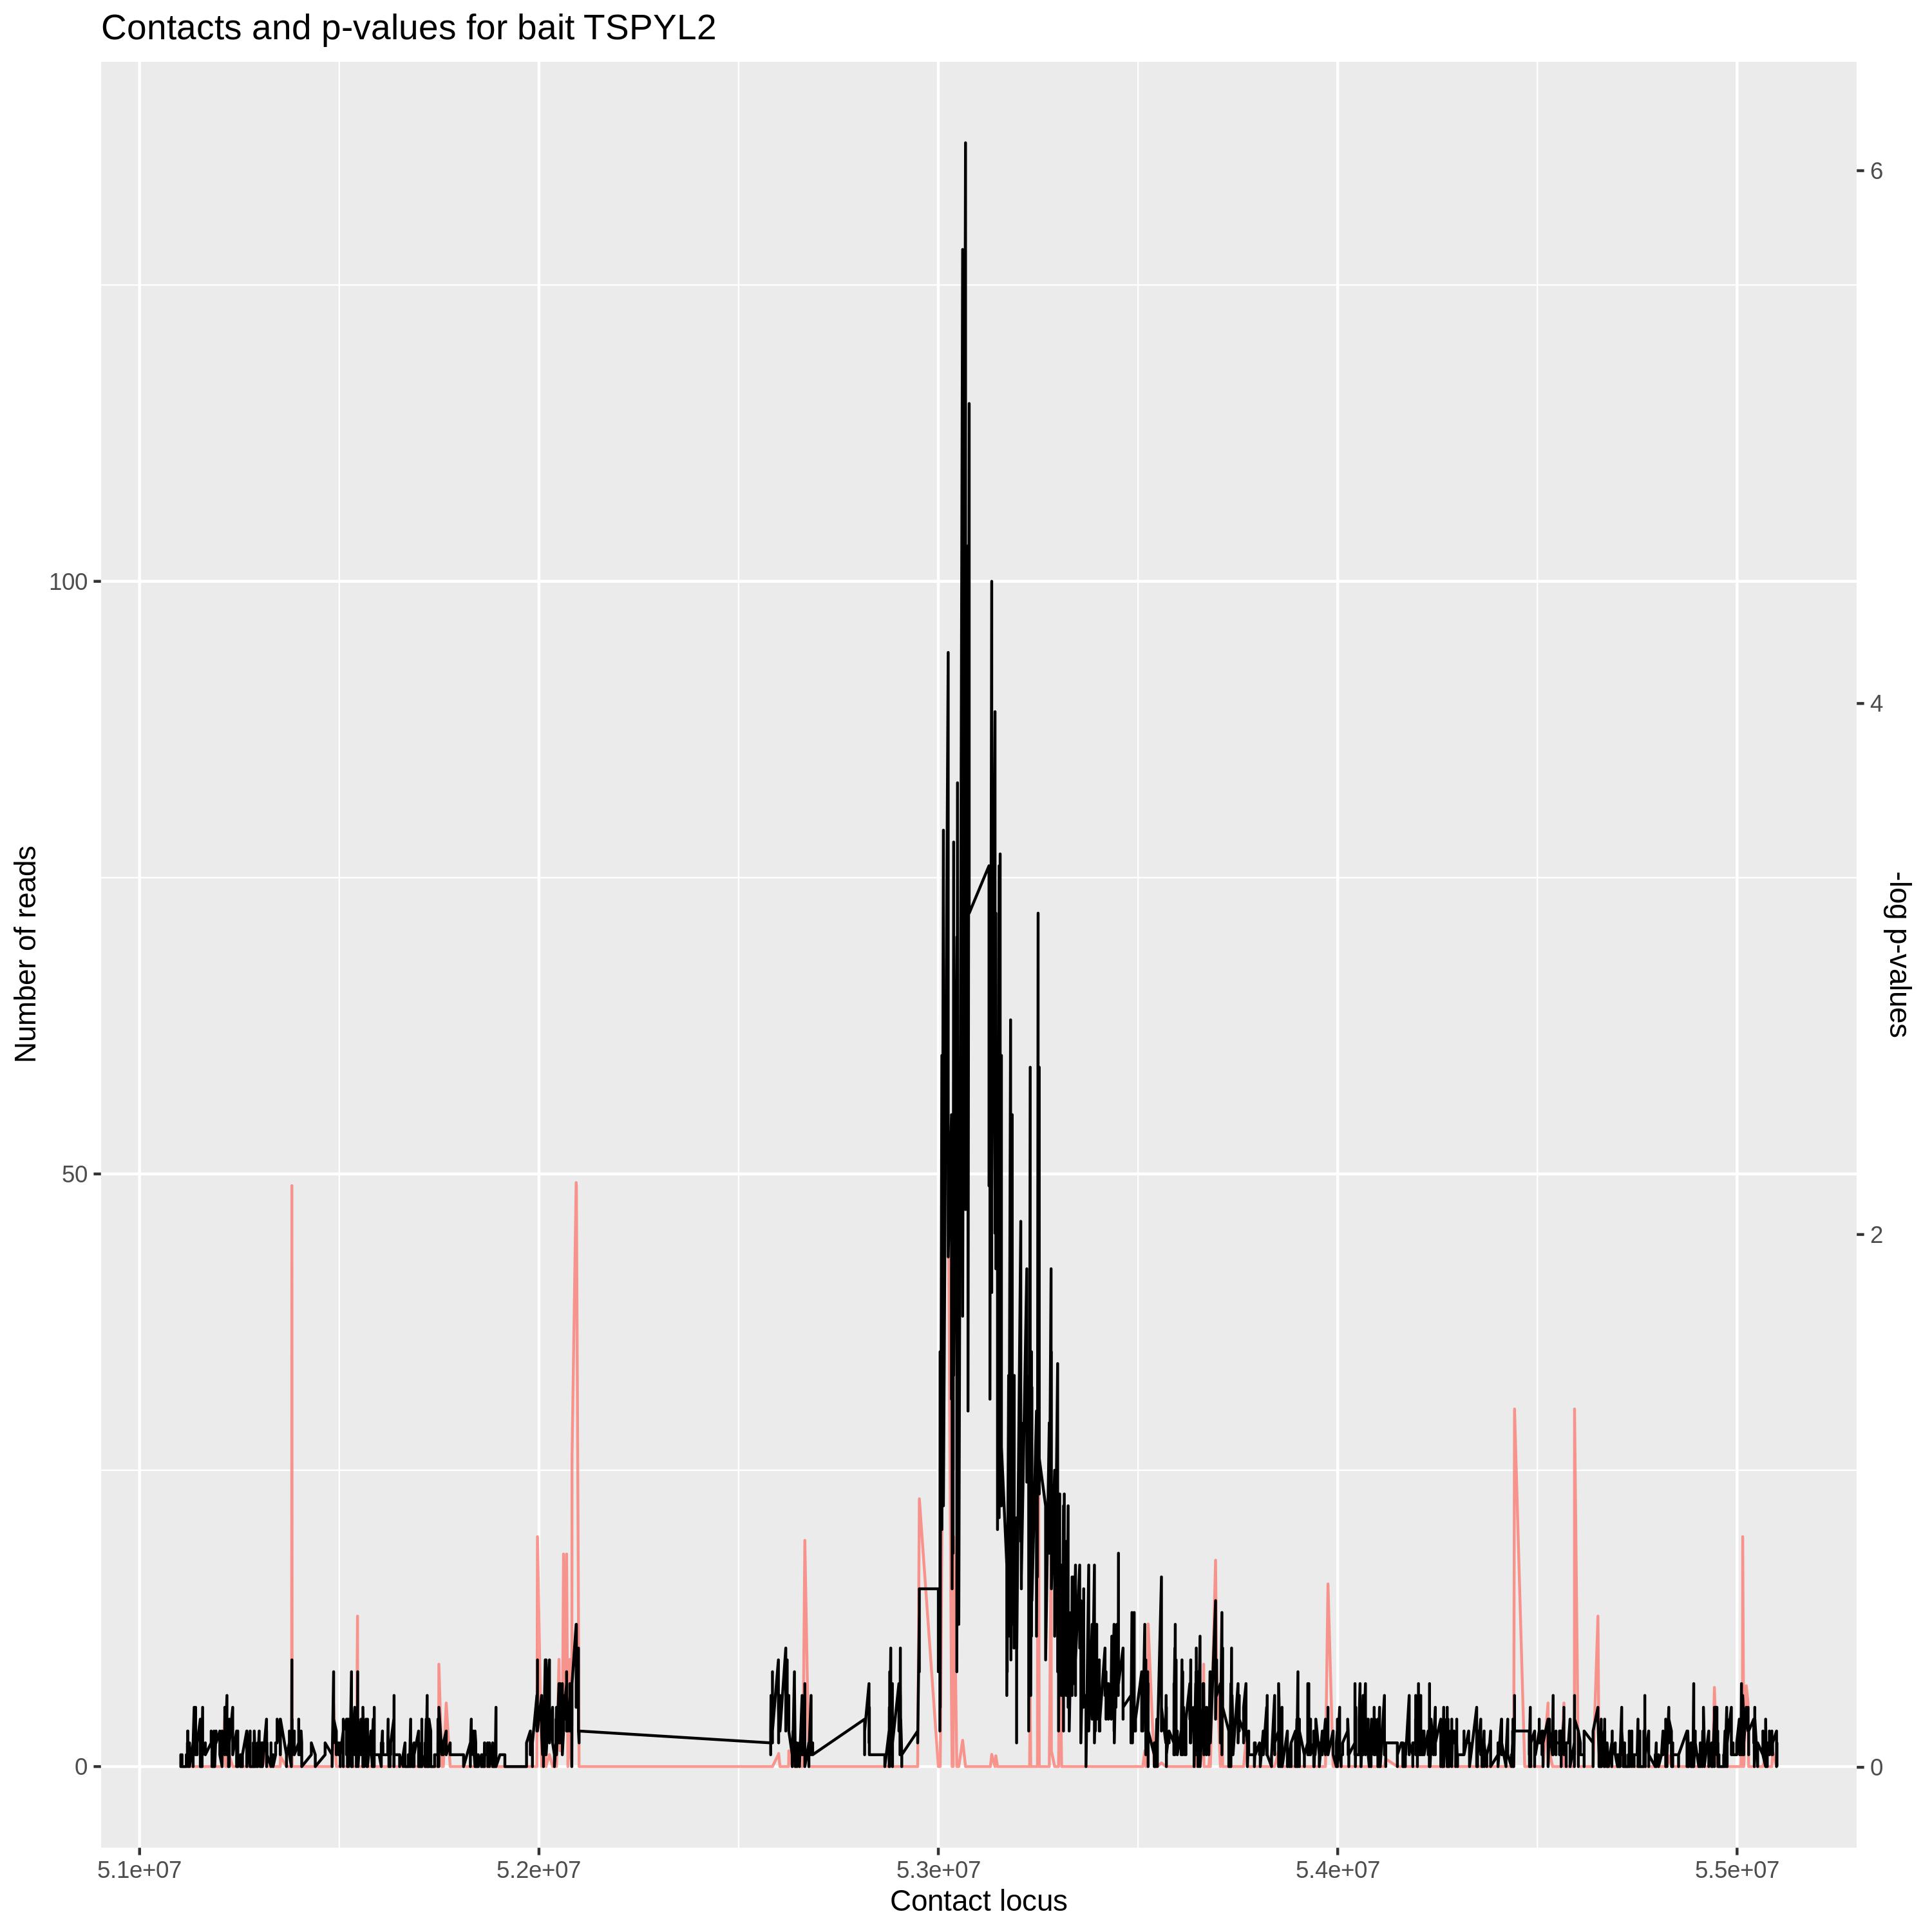 Contacts and p-values for bait TSPYL2
Number of reads
100
50
0
6
4
2
0
-log p-values
5.1e+07
5.2e+07
5.3e+07
5.4e+07
5.5e+07
Contact locus